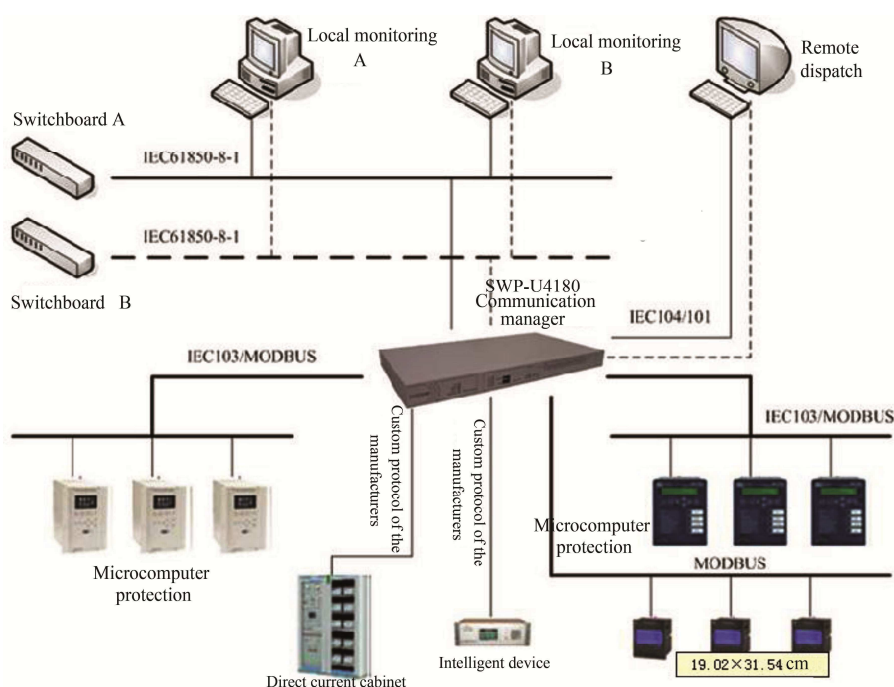 Local monitoring
A
Local monitoring
B
Remote
dispatch
Switchboard A
IEC61850-8-1
IEC61850-8-1
Switchboard B
SWP-U4180
Communication
manager
IEC104/101
IEC103/MODBUS
Custom protocol of the
manufacturers
Custom protocol of the
manufacturers
IEC103/MODBUS
Microcomputer
protection
Microcomputer
protection
MODBUS
19.02×31.54 cm
Intelligent device
Direct current cabinet